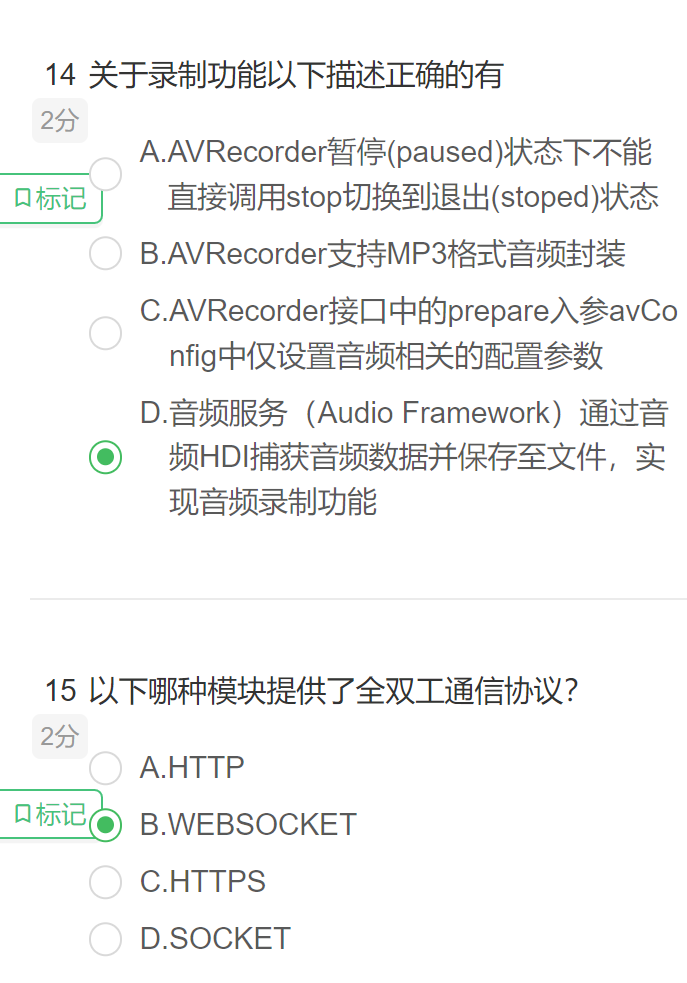 14 关于录制功能以下描述正确的有
2分
标记
A.AVRecorder暂停(paused)状态下不能
直接调用stop切换到退出(stoped)状态
B.AVRecorder支持MP3格式音频封装
C.AVRecorder接口中的prepare入参avCo
nfig中仅设置音频相关的配置参数
D.音频服务（Audio Framework）通过音
频HDI捕获音频数据并保存至文件，实
现音频录制功能
15 以下哪种模块提供了全双工通信协议？
2分
标记
A.HTTP
B.WEBSOCKET
C.HTTPS
D.SOCKET